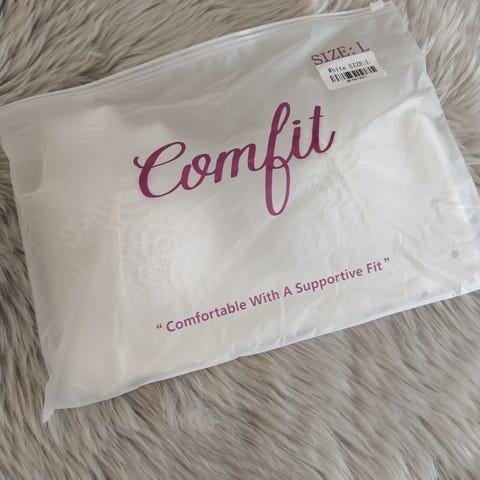 SIZE: L
White SIZE:L
Comfit
“ Comfortable With A Supportive Fit ”